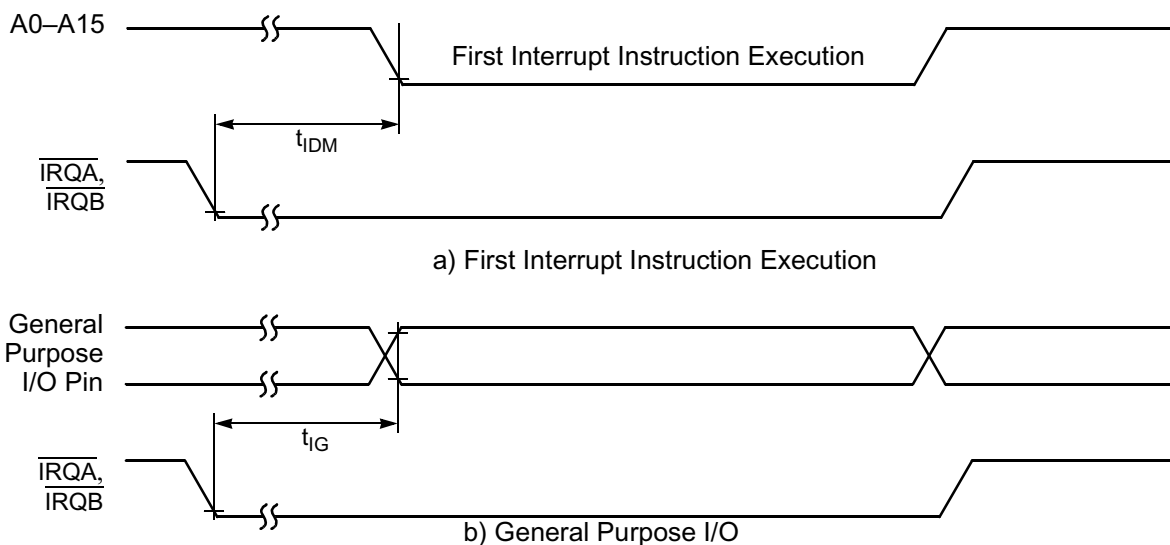 A0–A15
First Interrupt Instruction Execution
tIDM
IRQA,
IRQB
a) First Interrupt Instruction Execution
General
Purpose
I/O Pin
tIG
IRQA,
IRQB
b) General Purpose I/O